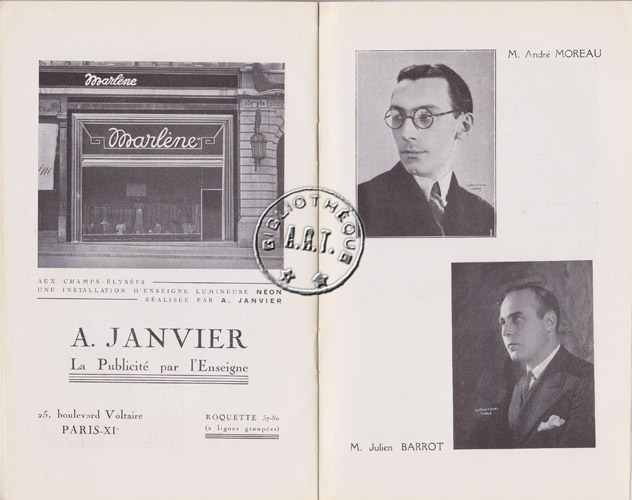 Marlène
Marlène
AUX CHAMPS-ÉLYSÉES
UNE INSTALLATION D'ENSEIGNE LUMINEUSE NÉON
RÉALISÉE PAR A. JANVIER
A. JANVIER
La Publicité par l'Enseigne
25, boulevard Voltaire
PARIS-XIe
ROQUETTE 37-80
(2 lignes groupées)
BIBLIOTHÈQUE
A.R.T.
M. André MOREAU
M. Julien BARROT